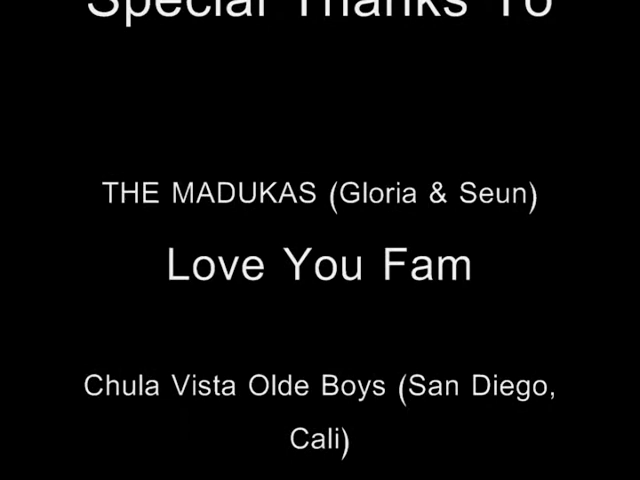 Special Thanks To
THE MADUKAS (Gloria & Seun)
Love You Fam
Chula Vista Olde Boys (San Diego,
Cali)